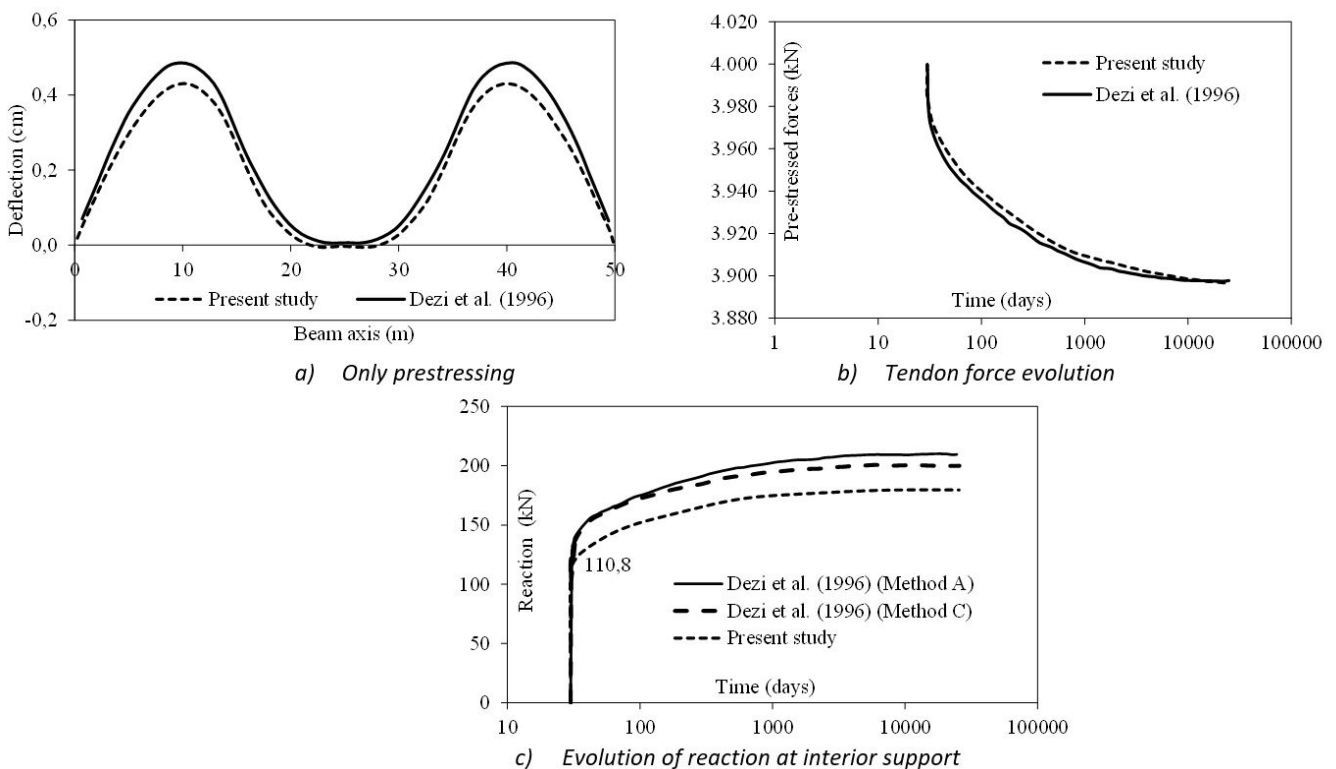 0,8
0,6
0,4
0,2
0,0
-0,2
Deflection (cm)
0
10
20
30
40
50
Present study
Dezi et al. (1996)
Beam axis (m)
a) Only prestressing
4.020
4.000
3.980
3.960
3.940
3.920
3.900
3.880
Pre-stressed forces (kN)
Present study
Dezi et al. (1996)
Time (days)
1
10
100
1000
10000
100000
b) Tendon force evolution
250
200
150
100
50
0
Reaction (kN)
110,8
Dezi et al. (1996) (Method A)
Dezi et al. (1996) (Method C)
Present study
Time (days)
10
100
1000
10000
100000
c) Evolution of reaction at interior support